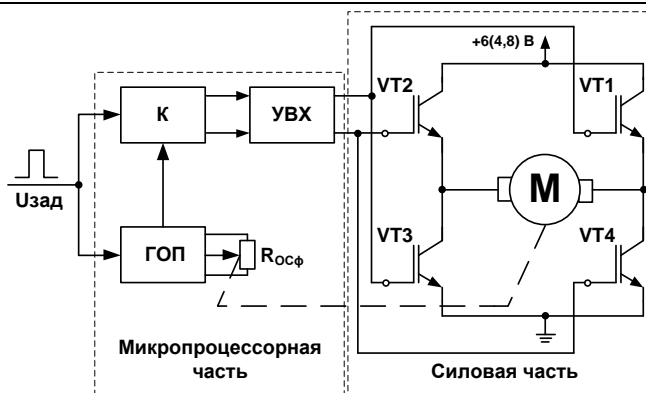 +6(4,8) В
VT2
VT1
К
УВХ
Uзад
М
VT3
VT4
ГОП
RОСф
Микропроцессорная
часть
Силовая часть